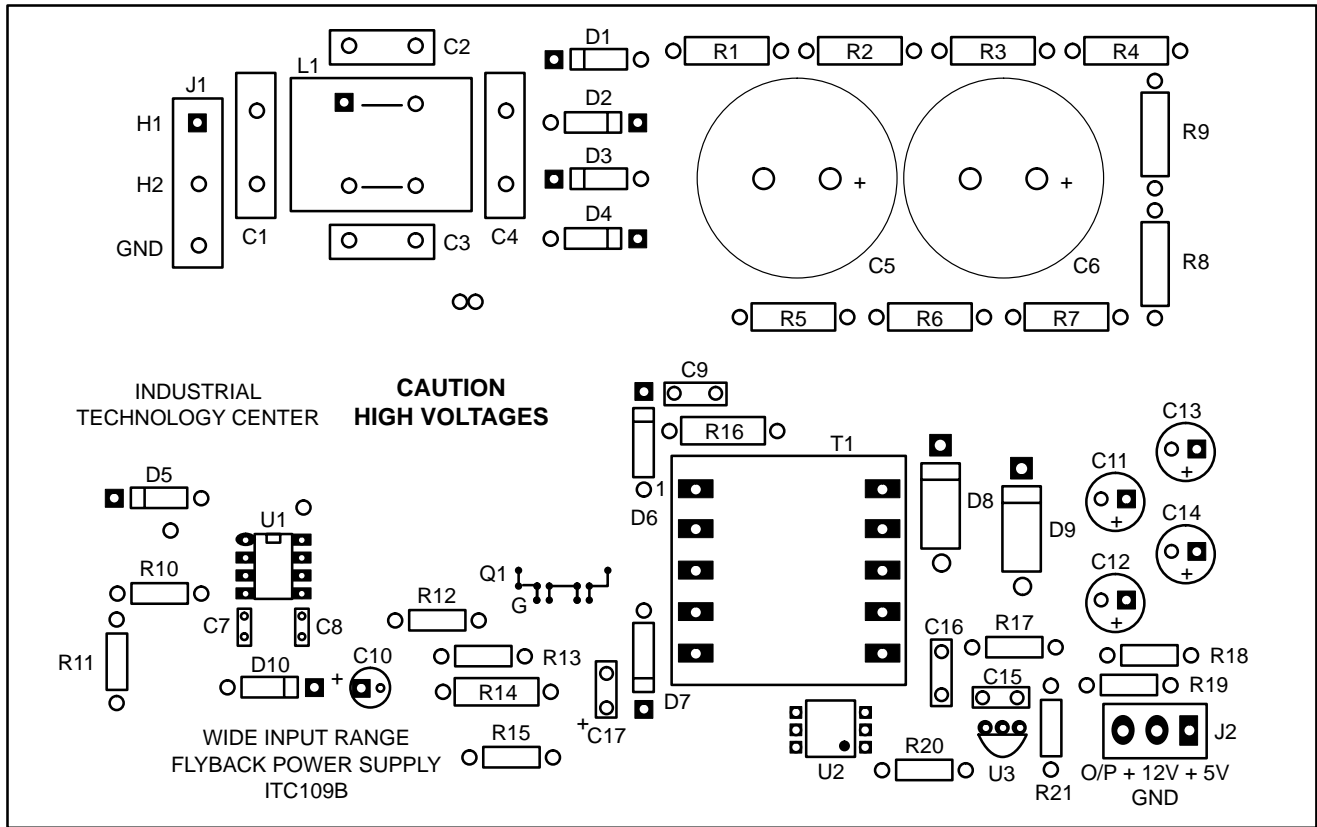 C2
D1
R1 R2 R3 R4
L1
J1
H1
D2
R9
D3
H2
D4
C1
C3
C4
GND
C5
C6
R8
R5 R6 R7
C9
INDUSTRIAL
TECHNOLOGY CENTER
CAUTION
HIGH VOLTAGES
R16
T1
C13
+
C11
+
D5
1
D6
D8
D9
U1
C14
+
R10
Q1
G
C12
+
C7
C8
R12
C16
R17
R11
R13
R18
D10
+
C10
R14
C15
R19
D7
+
C17
WIDE INPUT RANGE
FLYBACK POWER SUPPLY
ITC109B
R15
U2
R20
U3
R21
J2
O/P + 12V + 5V
GND
+
+